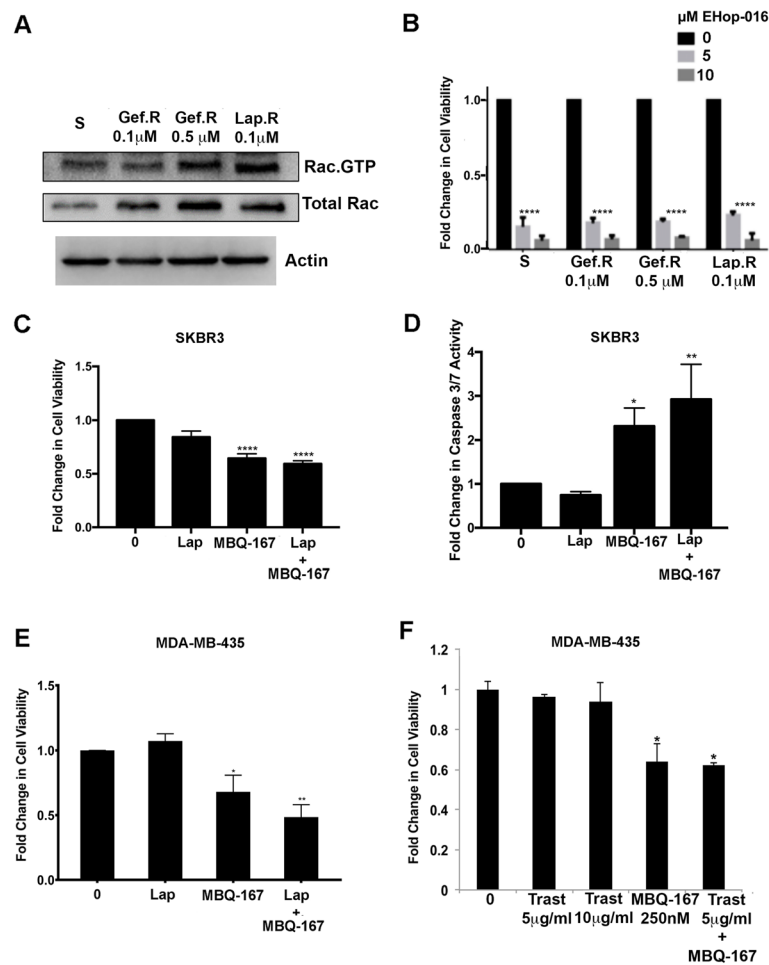 A
S
Gef.R
0.1µM
Gef.R
0.5 µM
Lap.R
0.1µM
Rac.GTP
Total Rac
Actin
B
µM EHop-016
0
5
10
Fold Change in Cell Viability
1.0
0.5
0.0
****
****
****
****
S
Gef.R
0.1µM
Gef.R
0.5 µM
Lap.R
0.1µM
C
SKBR3
Fold Change in Cell Viability
1.5
1.0
0.5
0.0
****
****
0
Lap
MBQ-167
Lap
+
MBQ-167
D
SKBR3
Fold Change in Caspase 3/7 Activity
4
3
2
1
0
*
**
0
Lap
MBQ-167
Lap
+
MBQ-167
E
MDA-MB-435
Fold Change in Cell Viability
1.5
1.0
0.5
0.0
*
**
0
Lap
MBQ-167
Lap
+
MBQ-167
F
MDA-MB-435
Fold Change in Cell Viability
1.2
1
0.8
0.6
0.4
0.2
0
*
*
0
Trast
5µg/ml
Trast
10µg/ml
MBQ-167
250nM
Trast
5µg/ml
+
MBQ-167